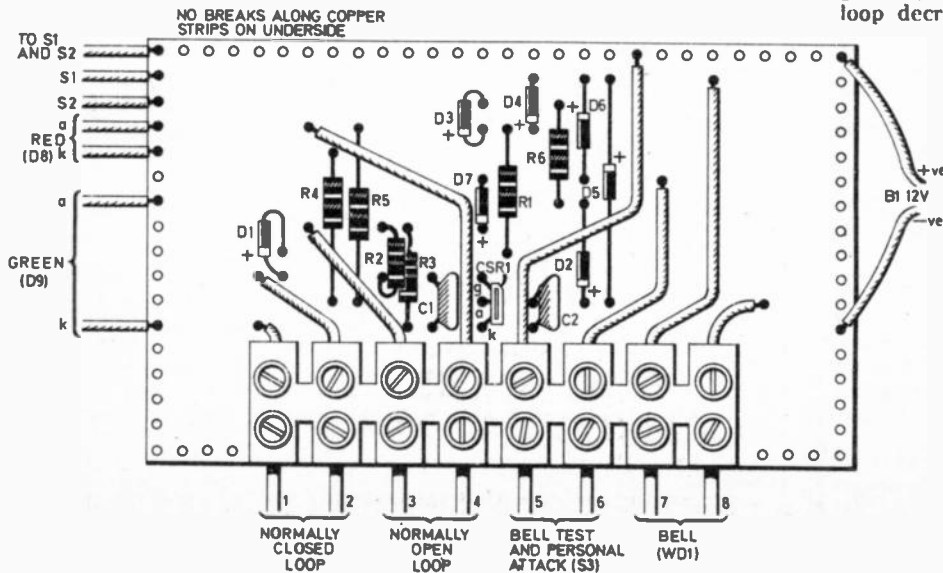 NO BREAKS ALONG COPPER
STRIPS ON UNDERSIDE
loop decr
TO S1
AND S2
S1
S2
a
RED
(D8)
k
a
GREEN
(D9)
k
D1
+
R4
R5
R2
R3
C1
D3
+
D7
+
R1
CSR1
g
a
k
D4
+
R6
D6
+
D5
+
D2
+
C2
+ve
B1 12V
-ve
1
2
3
4
5
6
7
8
NORMALLY
CLOSED
LOOP
NORMALLY
OPEN
LOOP
BELL TEST
AND PERSONAL
ATTACK (S3)
BELL
(WD1)